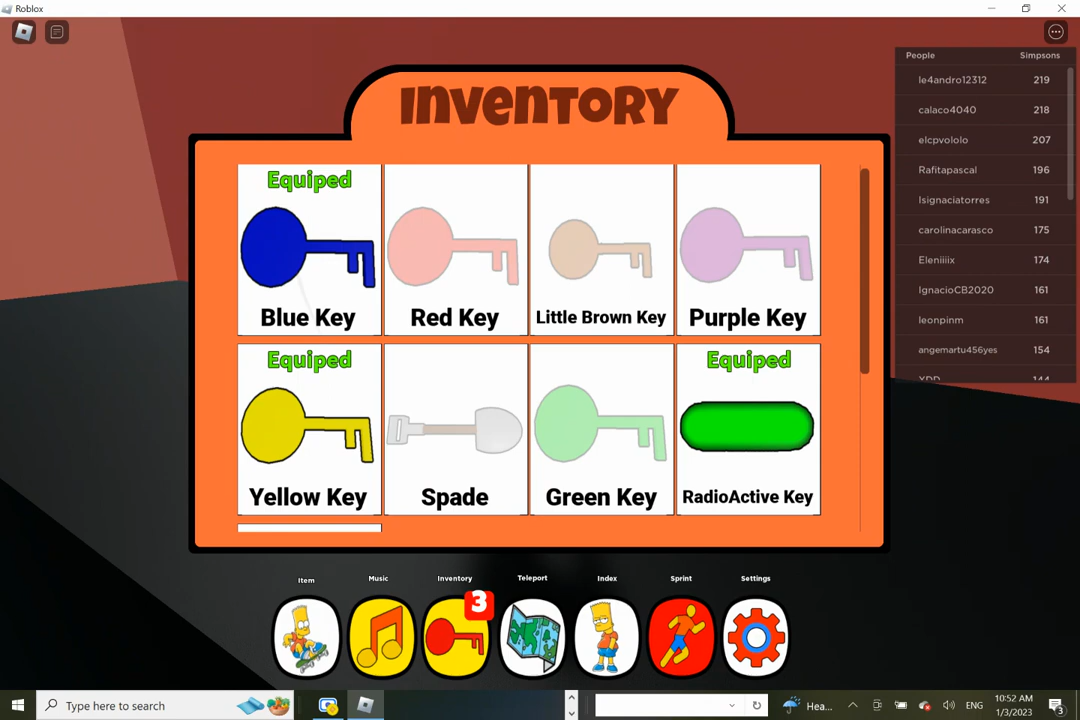 Roblox
People Simpsons
le4andro12312 219
calaco4040 218
elcpvololo 207
Rafitapascal 196
Isignaciatorres 191
carolinacarasco 175
Eleniiiix 174
IgnacioCB2020 161
leonpinm 161
angemartu456yes 154
Inventory
Equiped
Blue Key
Red Key
Little Brown Key
Purple Key
Equiped
Yellow Key
Spade
Green Key
Equiped
RadioActive Key
Item Music Inventory Teleport Index Sprint Settings
3
Type here to search
Hea...
ENG
10:52 AM
1/3/2023
3